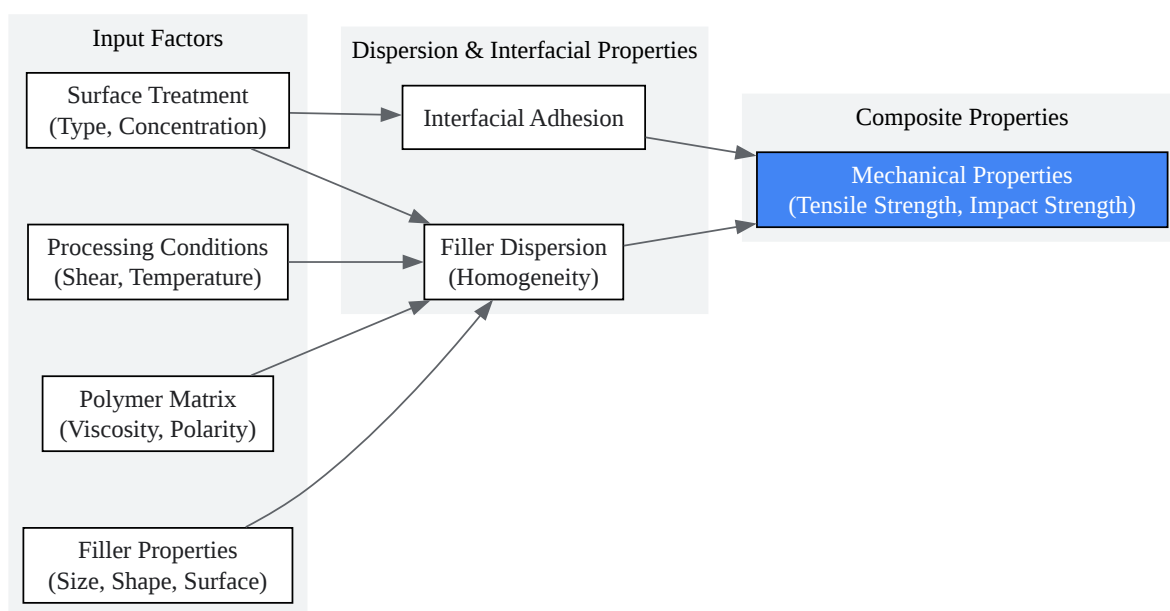 Input Factors
Surface Treatment
(Type, Concentration)
Processing Conditions
(Shear, Temperature)
Polymer Matrix
(Viscosity, Polarity)
Filler Properties
(Size, Shape, Surface)
Dispersion & Interfacial Properties
Interfacial Adhesion
Filler Dispersion
(Homogeneity)
Composite Properties
Mechanical Properties
(Tensile Strength, Impact Strength)